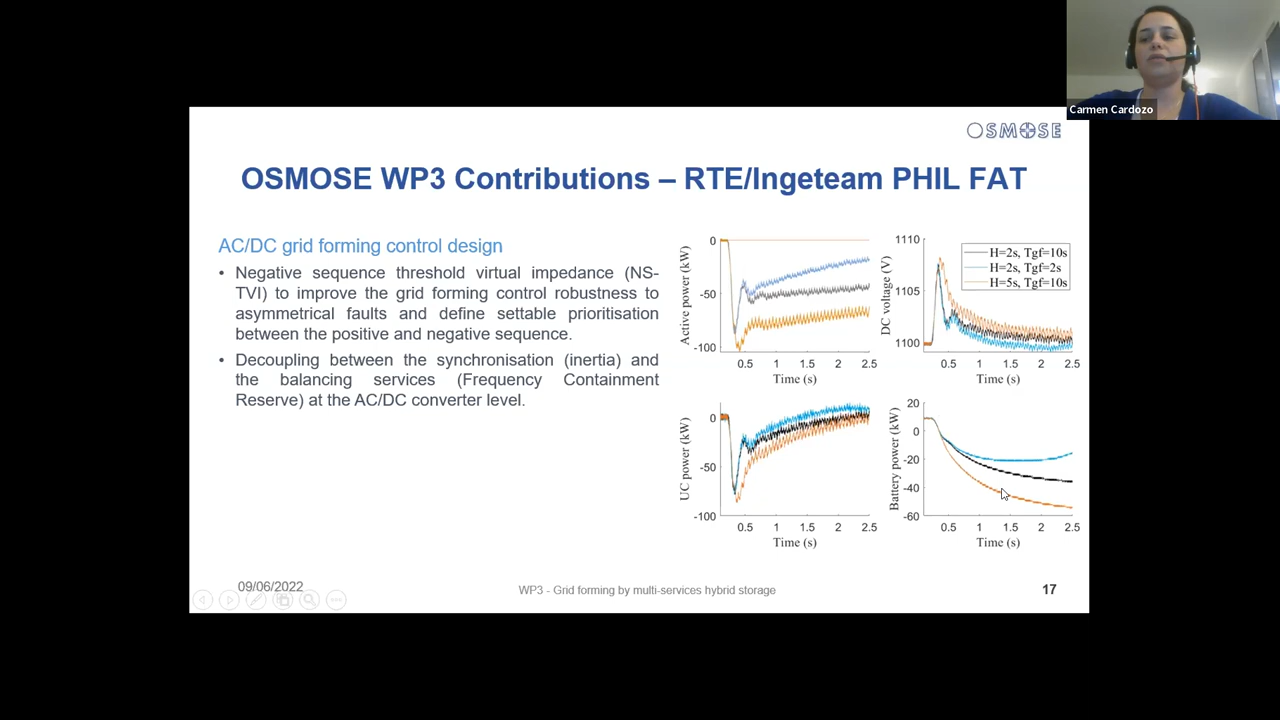 Carmen Cardozo
OSMOSE
OSMOSE WP3 Contributions – RTE/Ingeteam PHIL FAT
AC/DC grid forming control design
• Negative sequence threshold virtual impedance (NS-
TVI) to improve the grid forming control robustness to
asymmetrical faults and define settable prioritisation
between the positive and negative sequence.
• Decoupling between the synchronisation (inertia) and
the balancing services (Frequency Containment
Reserve) at the AC/DC converter level.
Active power (kW)
0
-50
-100
0.5 1 1.5 2 2.5
Time (s)
DC voltage (V)
1110
1105
1100
H=2s, Tgf=10s
H=2s, Tgf=2s
H=5s, Tgf=10s
0.5 1 1.5 2 2.5
Time (s)
UC power (kW)
0
-50
-100
0.5 1 1.5 2 2.5
Time (s)
Battery power (kW)
20
0
-20
-40
-60
0.5 1 1.5 2 2.5
Time (s)
09/06/2022
WP3 - Grid forming by multi-services hybrid storage
17